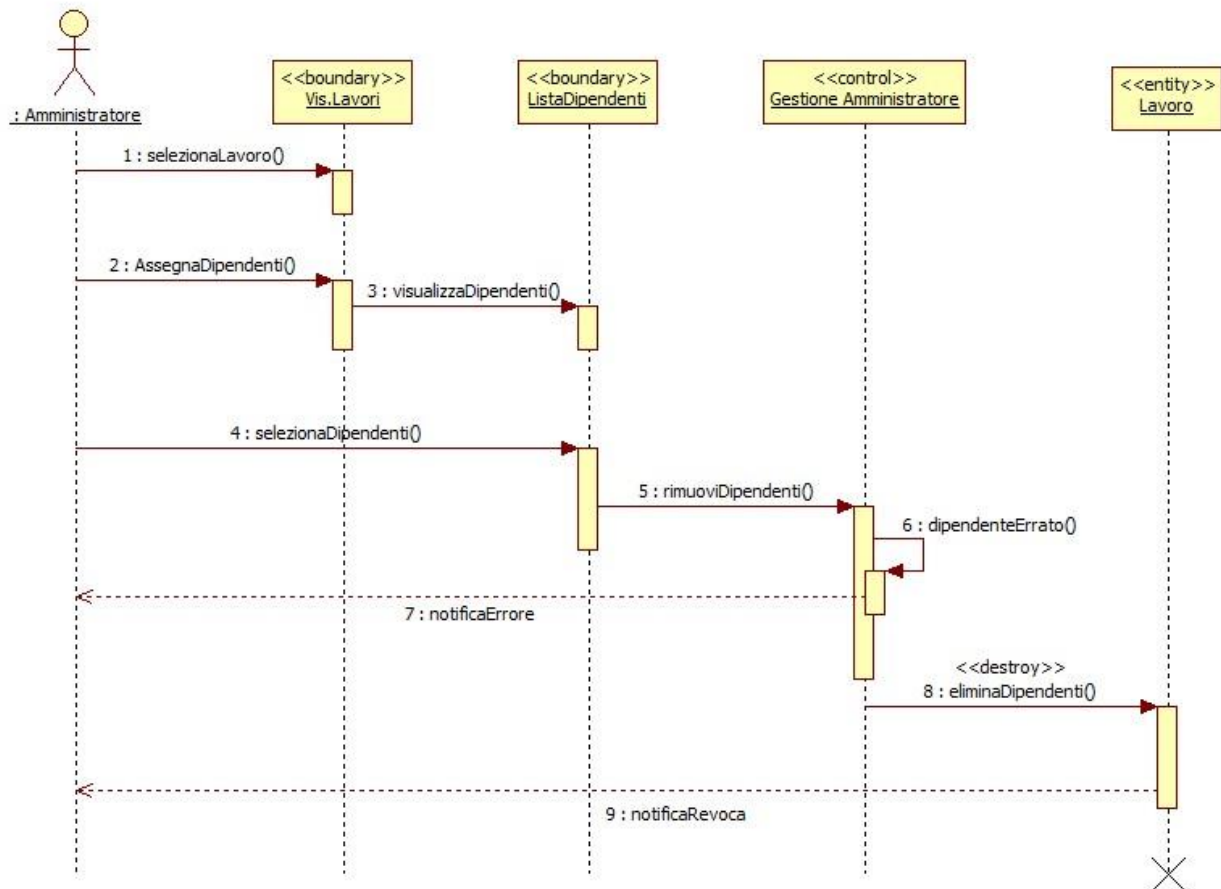 : Amministratore
<<boundary>>
Vis.Lavori
<<boundary>>
ListaDipendenti
<<control>>
Gestione Amministratore
<<entity>>
Lavoro
1 : selezionaLavoro()
2 : AssegnaDipendenti()
3 : visualizzaDipendenti()
4 : selezionaDipendenti()
5 : rimuoviDipendenti()
6 : dipendenteErrato()
7 : notificaErrore
<<destroy>>
8 : eliminaDipendenti()
9 : notificaRevoca